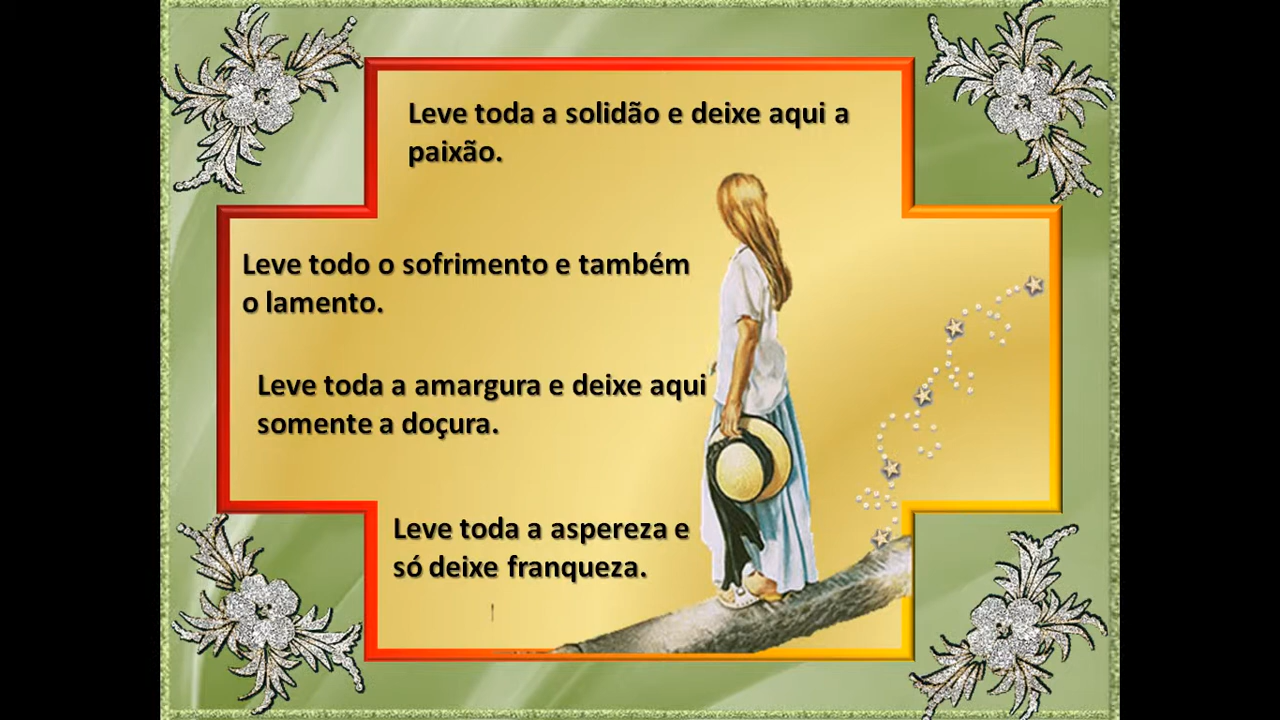 Leve toda a solidão e deixe aqui a
paixão.
Leve todo o sofrimento e também
o lamento.
Leve toda a amargura e deixe aqui
somente a doçura.
Leve toda a aspereza e
só deixe franqueza.